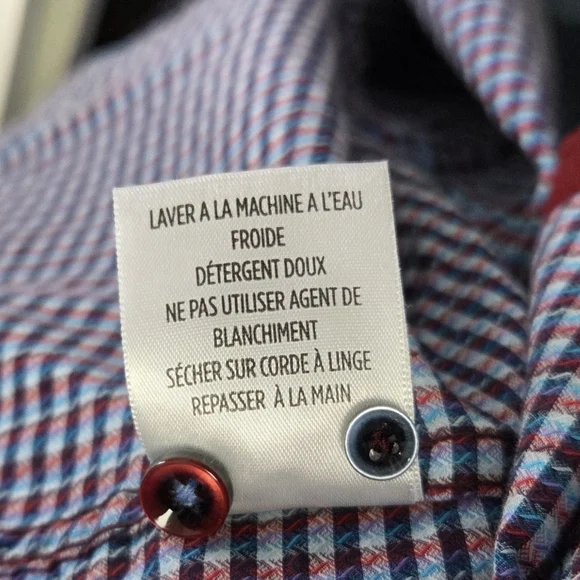 LAVER A LA MACHINE A L'EAU
FROIDE
DÉTERGENT DOUX
NE PAS UTILISER AGENT DE
BLANCHIMENT
SÉCHER SUR CORDE À LINGE
REPASSER À LA MAIN